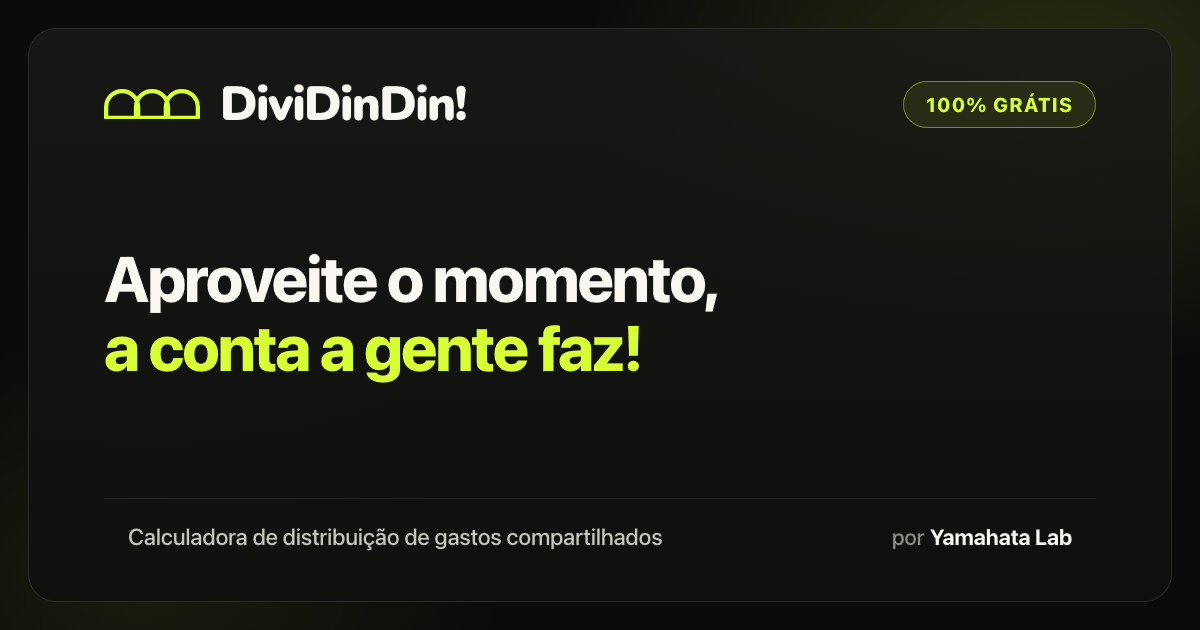 DiviDinDin!
100% GRÁTIS
Aproveite o momento,
a conta a gente faz!
Calculadora de distribuição de gastos compartilhados
por Yamahata Lab